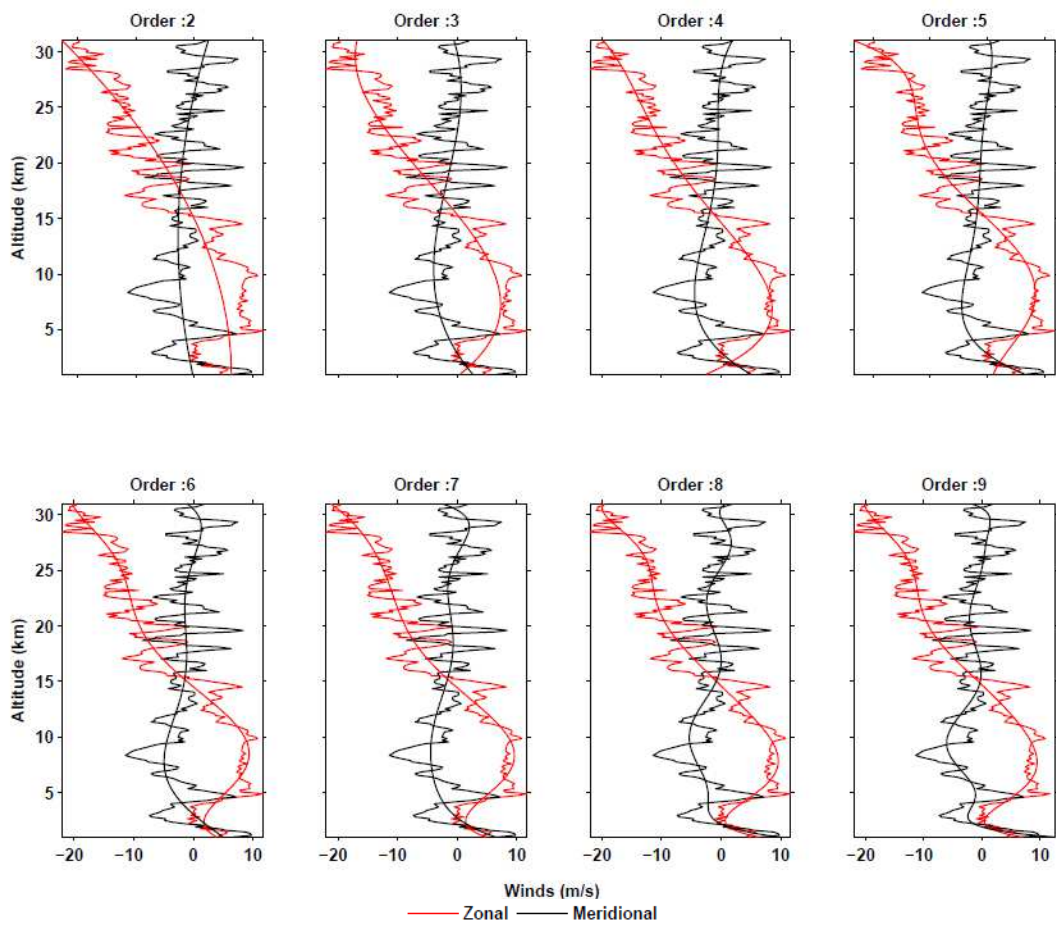 Order :2 Order :3 Order :4 Order :5
30
25
20
15
10
5
Altitude (km)
Order :6 Order :7 Order :8 Order :9
30
25
20
15
10
5
Altitude (km)
−20 −10 0 10 −20 −10 0 10 −20 −10 0 10 −20 −10 0 10
Winds (m/s)
Zonal Meridional